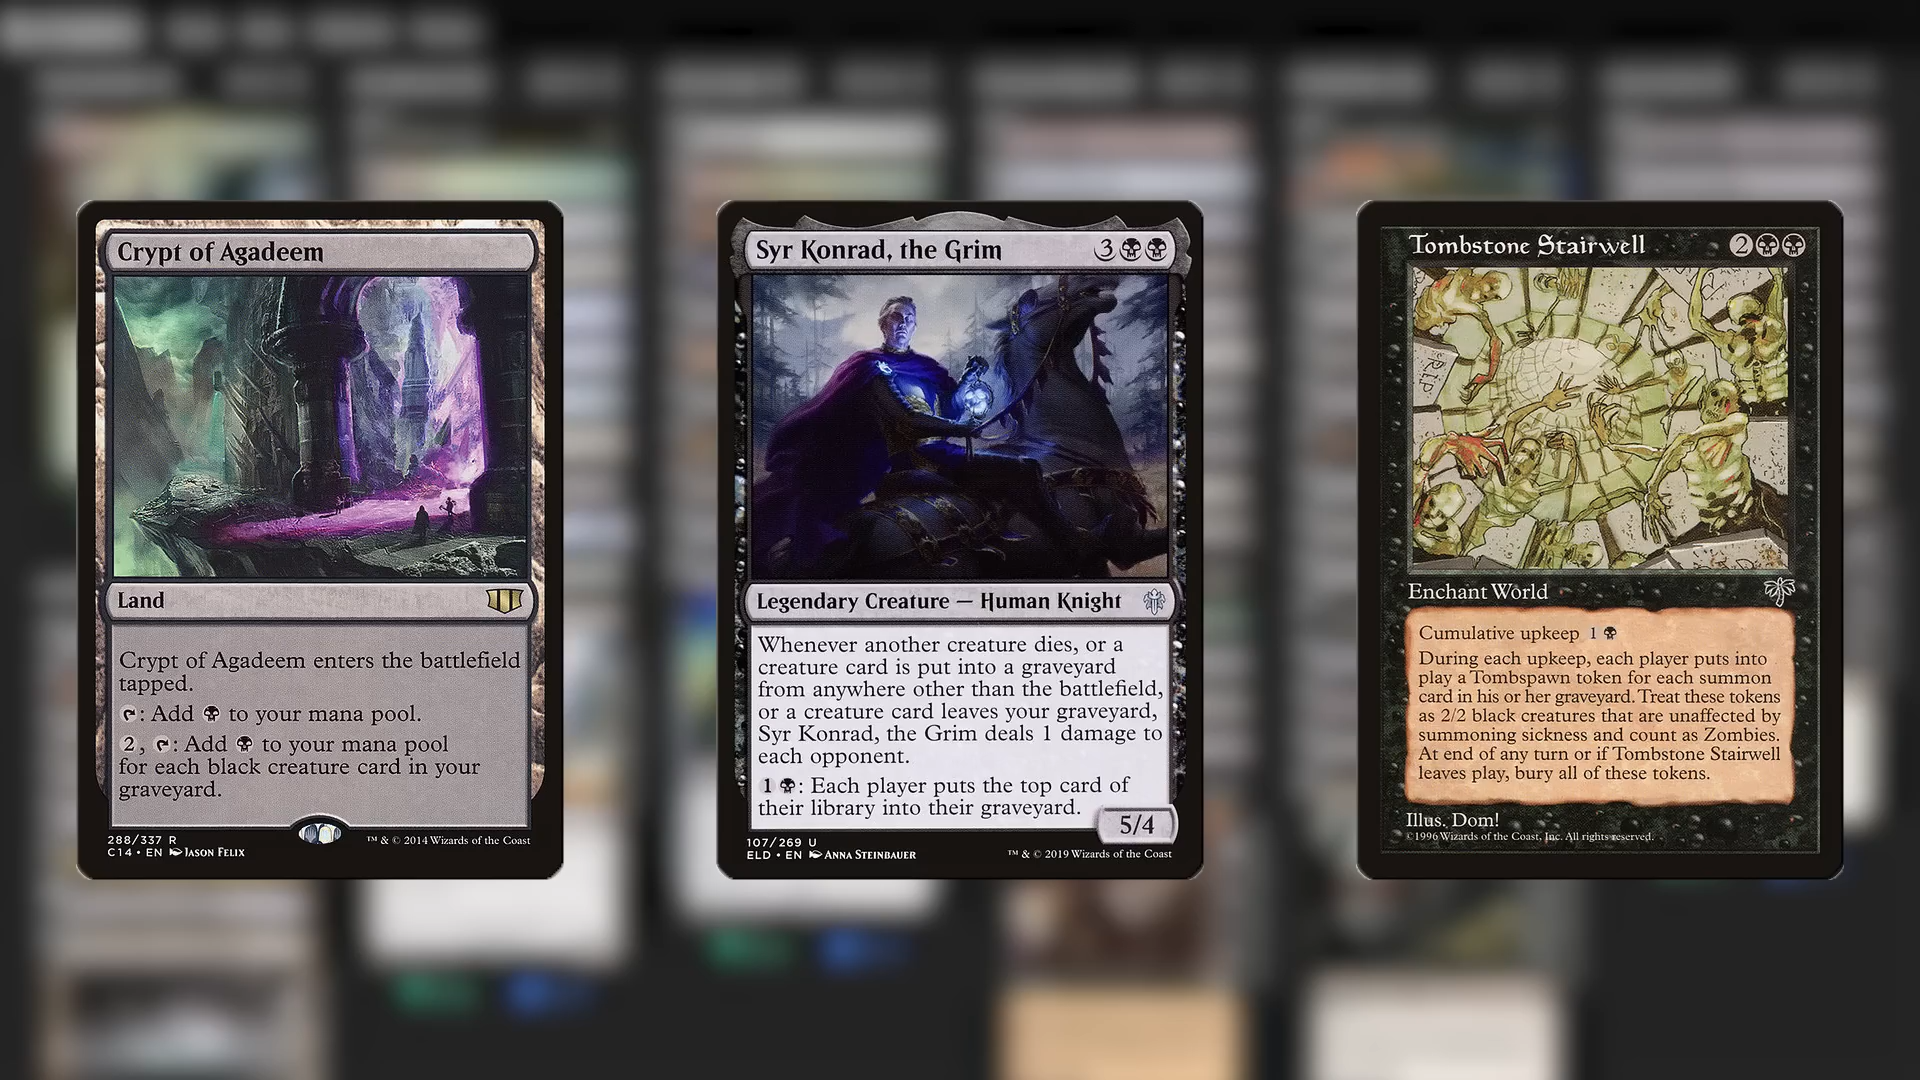 Crypt of Agadeem
Land
Crypt of Agadeem enters the battlefield
tapped.
: Add to your mana pool.
2, : Add to your mana pool
for each black creature card in your
graveyard.
288/337 R
C14 • EN Jason Felix
™ & © 2014 Wizards of the Coast
Syr Konrad, the Grim
3
Legendary Creature — Human Knight
Whenever another creature dies, or a
creature card is put into a graveyard
from anywhere other than the battlefield,
or a creature card leaves your graveyard,
Syr Konrad, the Grim deals 1 damage to
each opponent.
1 : Each player puts the top card of
their library into their graveyard.
5/4
107/269 U
ELD • EN Anna Steinbauer
™ & © 2019 Wizards of the Coast
Tombstone Stairwell
2
R.I.P
Enchant World
Cumulative upkeep 1
During each upkeep, each player puts into
play a Tombspawn token for each summon
card in his or her graveyard. Treat these tokens
as 2/2 black creatures that are unaffected by
summoning sickness and count as Zombies.
At end of any turn or if Tombstone Stairwell
leaves play, bury all of these tokens.
Illus. Dom!
©1996 Wizards of the Coast, Inc. All rights reserved.